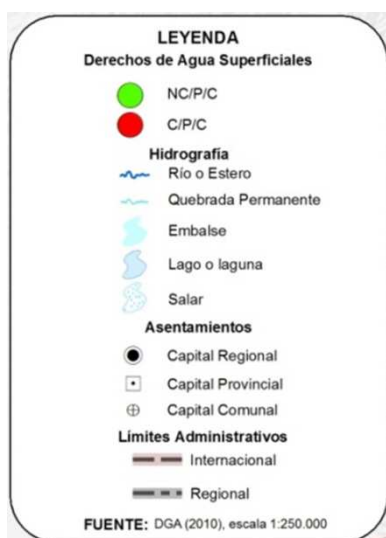 LEYENDA
Derechos de Agua Superficiales
NC/P/C
C/P/C
Hidrografía
Río o Estero
Quebrada Permanente
Embalse
Lago o laguna
Salar
Asentamientos
Capital Regional
Capital Provincial
Capital Comunal
Límites Administrativos
Internacional
Regional
FUENTE: DGA (2010), escala 1:250.000